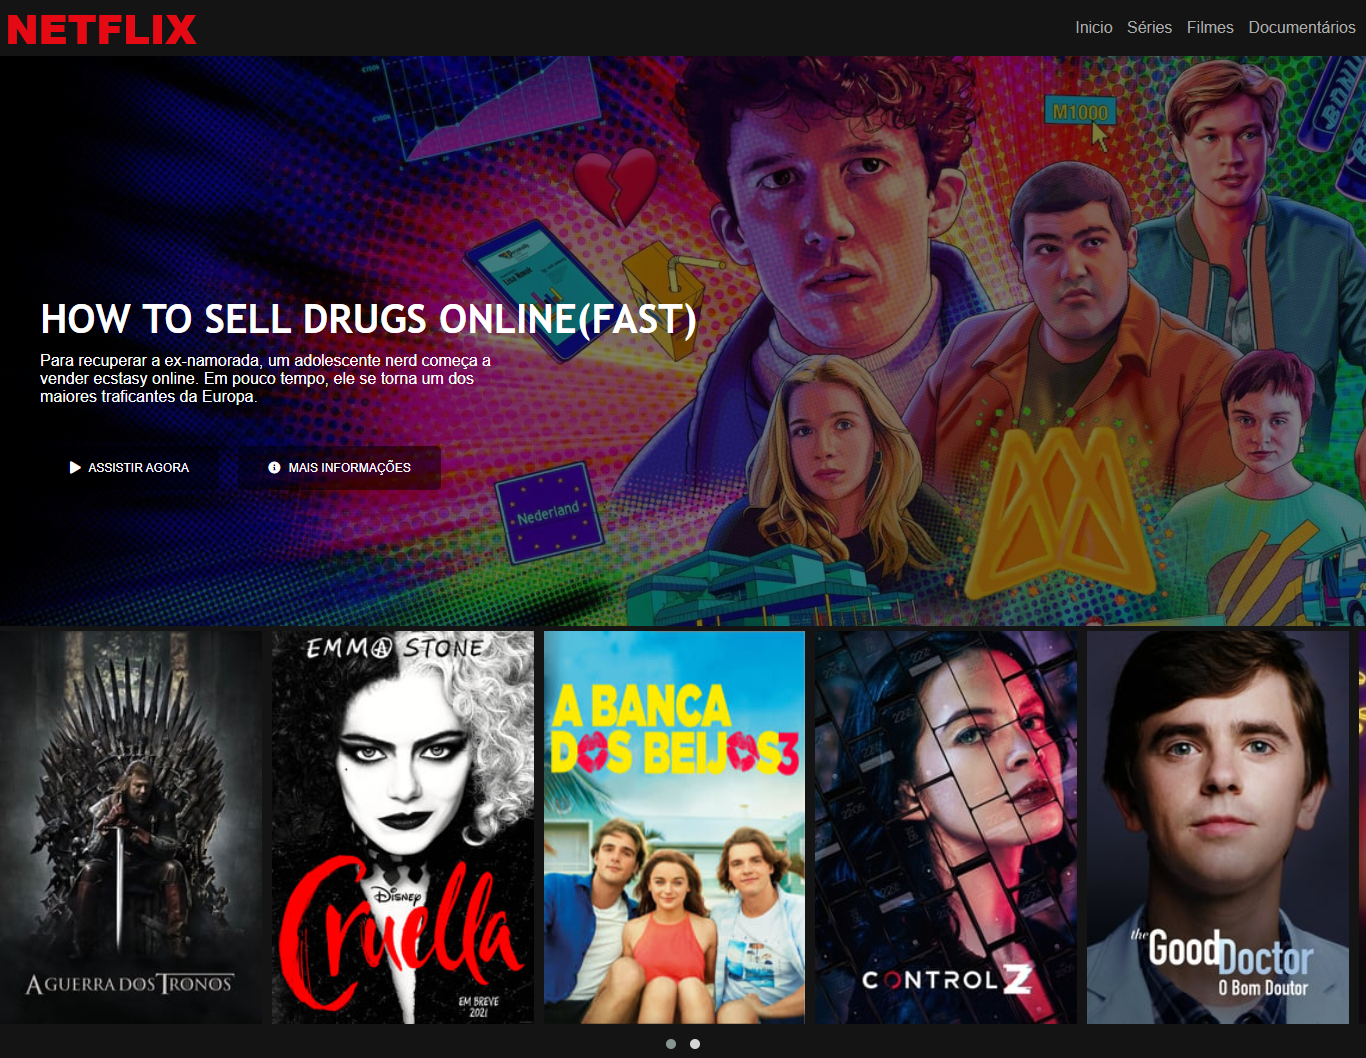 NETFLIX
Inicio Séries Filmes Documentários
M1000
HOW TO SELL DRUGS ONLINE(FAST)
Para recuperar a ex-namorada, um adolescente nerd começa a
vender ecstasy online. Em pouco tempo, ele se torna um dos
maiores traficantes da Europa.
ASSISTIR AGORA
MAIS INFORMAÇÕES
Nederland
A GUERRA DOS TRONOS
EMMA STONE
DISNEY
Cruella
EM BREVE
2021
A BANCA
DOS BEIJOS 3
CONTROL Z
the Good Doctor
O Bom Doutor